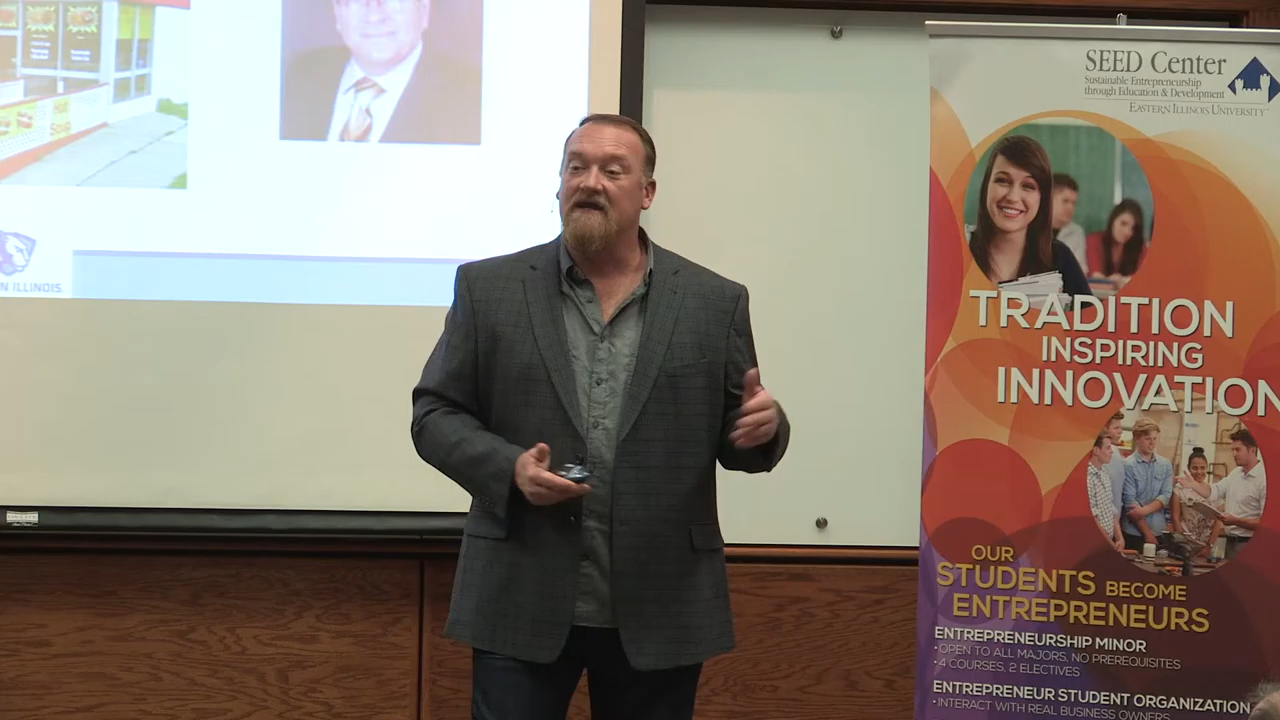 N ILLINOIS
SEED Center
Sustainable Entrepreneurship
through Education & Development
EASTERN ILLINOIS UNIVERSITY
TRADITION
INSPIRING
INNOVATION
OUR
STUDENTS BECOME
ENTREPRENEURS
ENTREPRENEURSHIP MINOR
• OPEN TO ALL MAJORS, NO PREREQUISITES
• 4 COURSES, 2 ELECTIVES
ENTREPRENEUR STUDENT ORGANIZATION
• INTERACT WITH REAL BUSINESS OWNERS